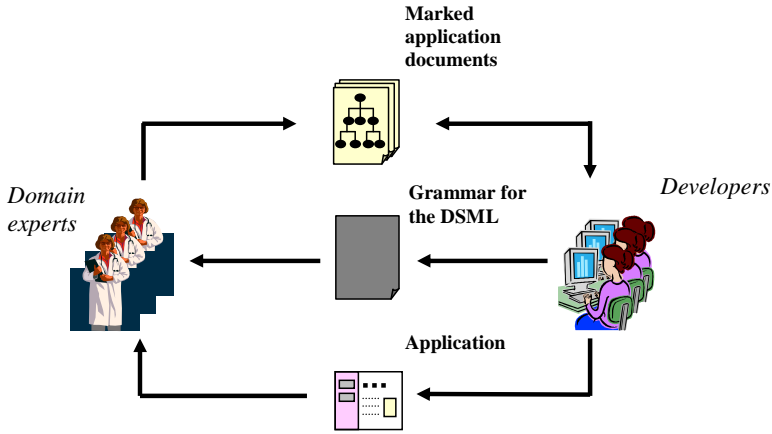 Marked
application
documents
Domain
experts
Grammar for
the DSML
Developers
Application